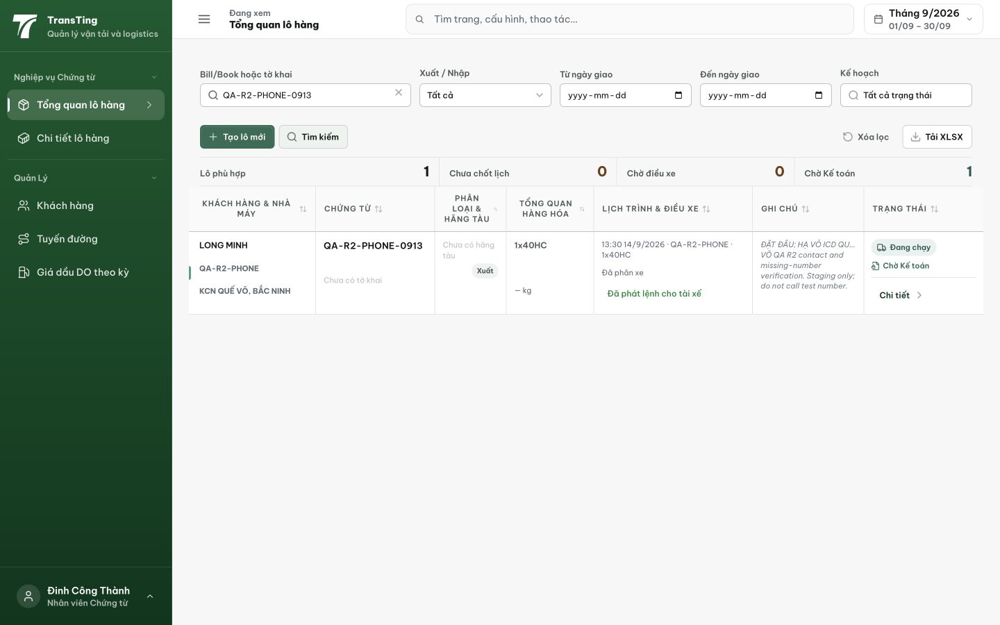 TransTing
Quản lý vận tải và logistics
Nghiệp vụ Chứng từ
Tổng quan lô hàng
Chi tiết lô hàng
Quản Lý
Khách hàng
Tuyến đường
Giá dầu DO theo kỳ
Đinh Công Thành
Nhân viên Chứng từ
Đang xem
Tổng quan lô hàng
Tìm trang, cấu hình, thao tác...
Tháng 9/2026
01/09 – 30/09
Bill/Book hoặc tờ khai
QA-R2-PHONE-0913
Xuất / Nhập
Tất cả
Từ ngày giao
yyyy-mm-dd
Đến ngày giao
yyyy-mm-dd
Kế hoạch
Tất cả trạng thái
Tạo lô mới
Tìm kiếm
Xóa lọc
Tải XLSX
Lô phù hợp 1
Chưa chốt lịch 0
Chờ điều xe 0
Chờ Kế toán 1
KHÁCH HÀNG & NHÀ
MÁY
CHỨNG TỪ
PHÂN
LOẠI &
HÃNG TÀU
TỔNG QUAN
HÀNG HÓA
LỊCH TRÌNH & ĐIỀU XE
GHI CHÚ
TRẠNG THÁI
LONG MINH
QA-R2-PHONE
KCN QUẾ VÕ, BẮC NINH
QA-R2-PHONE-0913
Chưa có tờ khai
Chưa có hãng
tàu
Xuất
1x40HC
— kg
13:30 14/9/2026 · QA-R2-PHONE ·
1x40HC
Đã phân xe
Đã phát lệnh cho tài xế
ĐẶT ĐẦU; HẠ VỎ ICD QU...
VÕ QA R2 contact and
missing-number
verification. Staging only;
do not call test number.
Đang chạy
Chờ Kế toán
Chi tiết